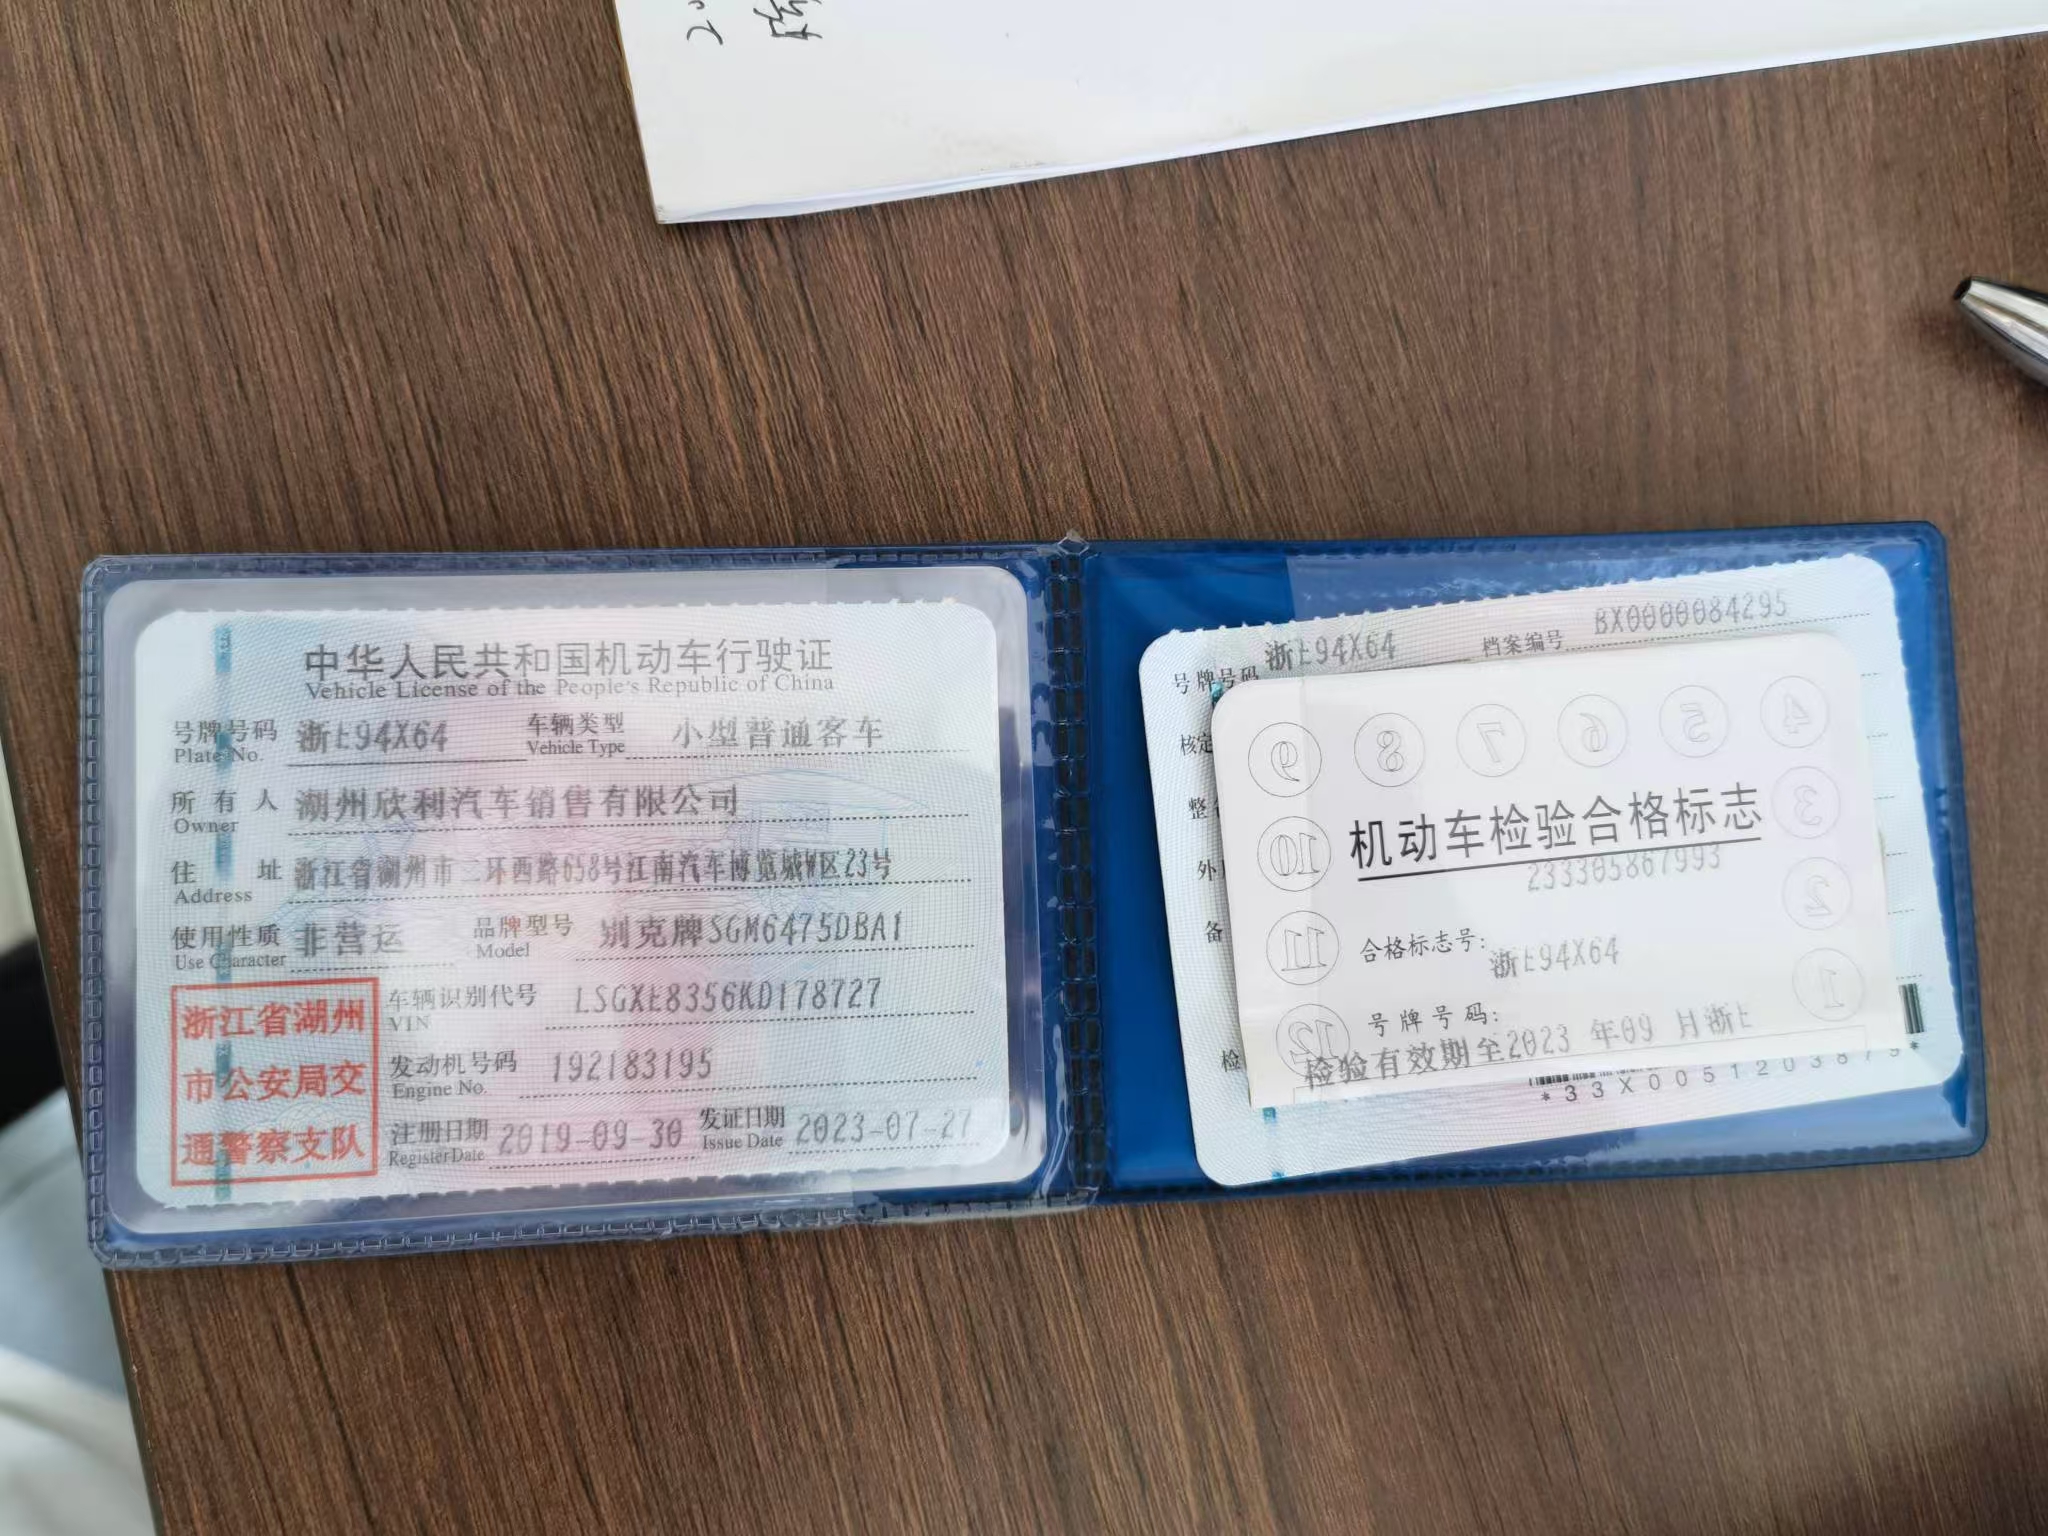 中华人民共和国机动车行驶证
Vehicle License of the People's Republic of China
号牌号码 浙E94X64 车辆类型 小型普通客车
Plate No. Vehicle Type
所有人 湖州欣利汽车销售有限公司
Owner
住址 浙江省湖州市二环西路658号江南汽车博览城W区23号
Address
使用性质 非营运 品牌型号 别克牌SGM6475DBA1
Use Character Model
浙江省湖州
市公安局交
通警察支队
车辆识别代号 LSGXE8356KD178727
VIN
发动机号码 192183195
Engine No.
注册日期 2019-09-30 发证日期 2023-07-27
Register Date Issue Date
号牌号码 浙E94X64 档案编号 BX0000084295
核定
整
外
备
检
9 8 7 6 5 4
10 3
11 2
12 1
机动车检验合格标志
233305867993
合格标志号:
浙E94X64
号牌号码:
检验有效期至2023 年09 月浙E
*33X0051203879*